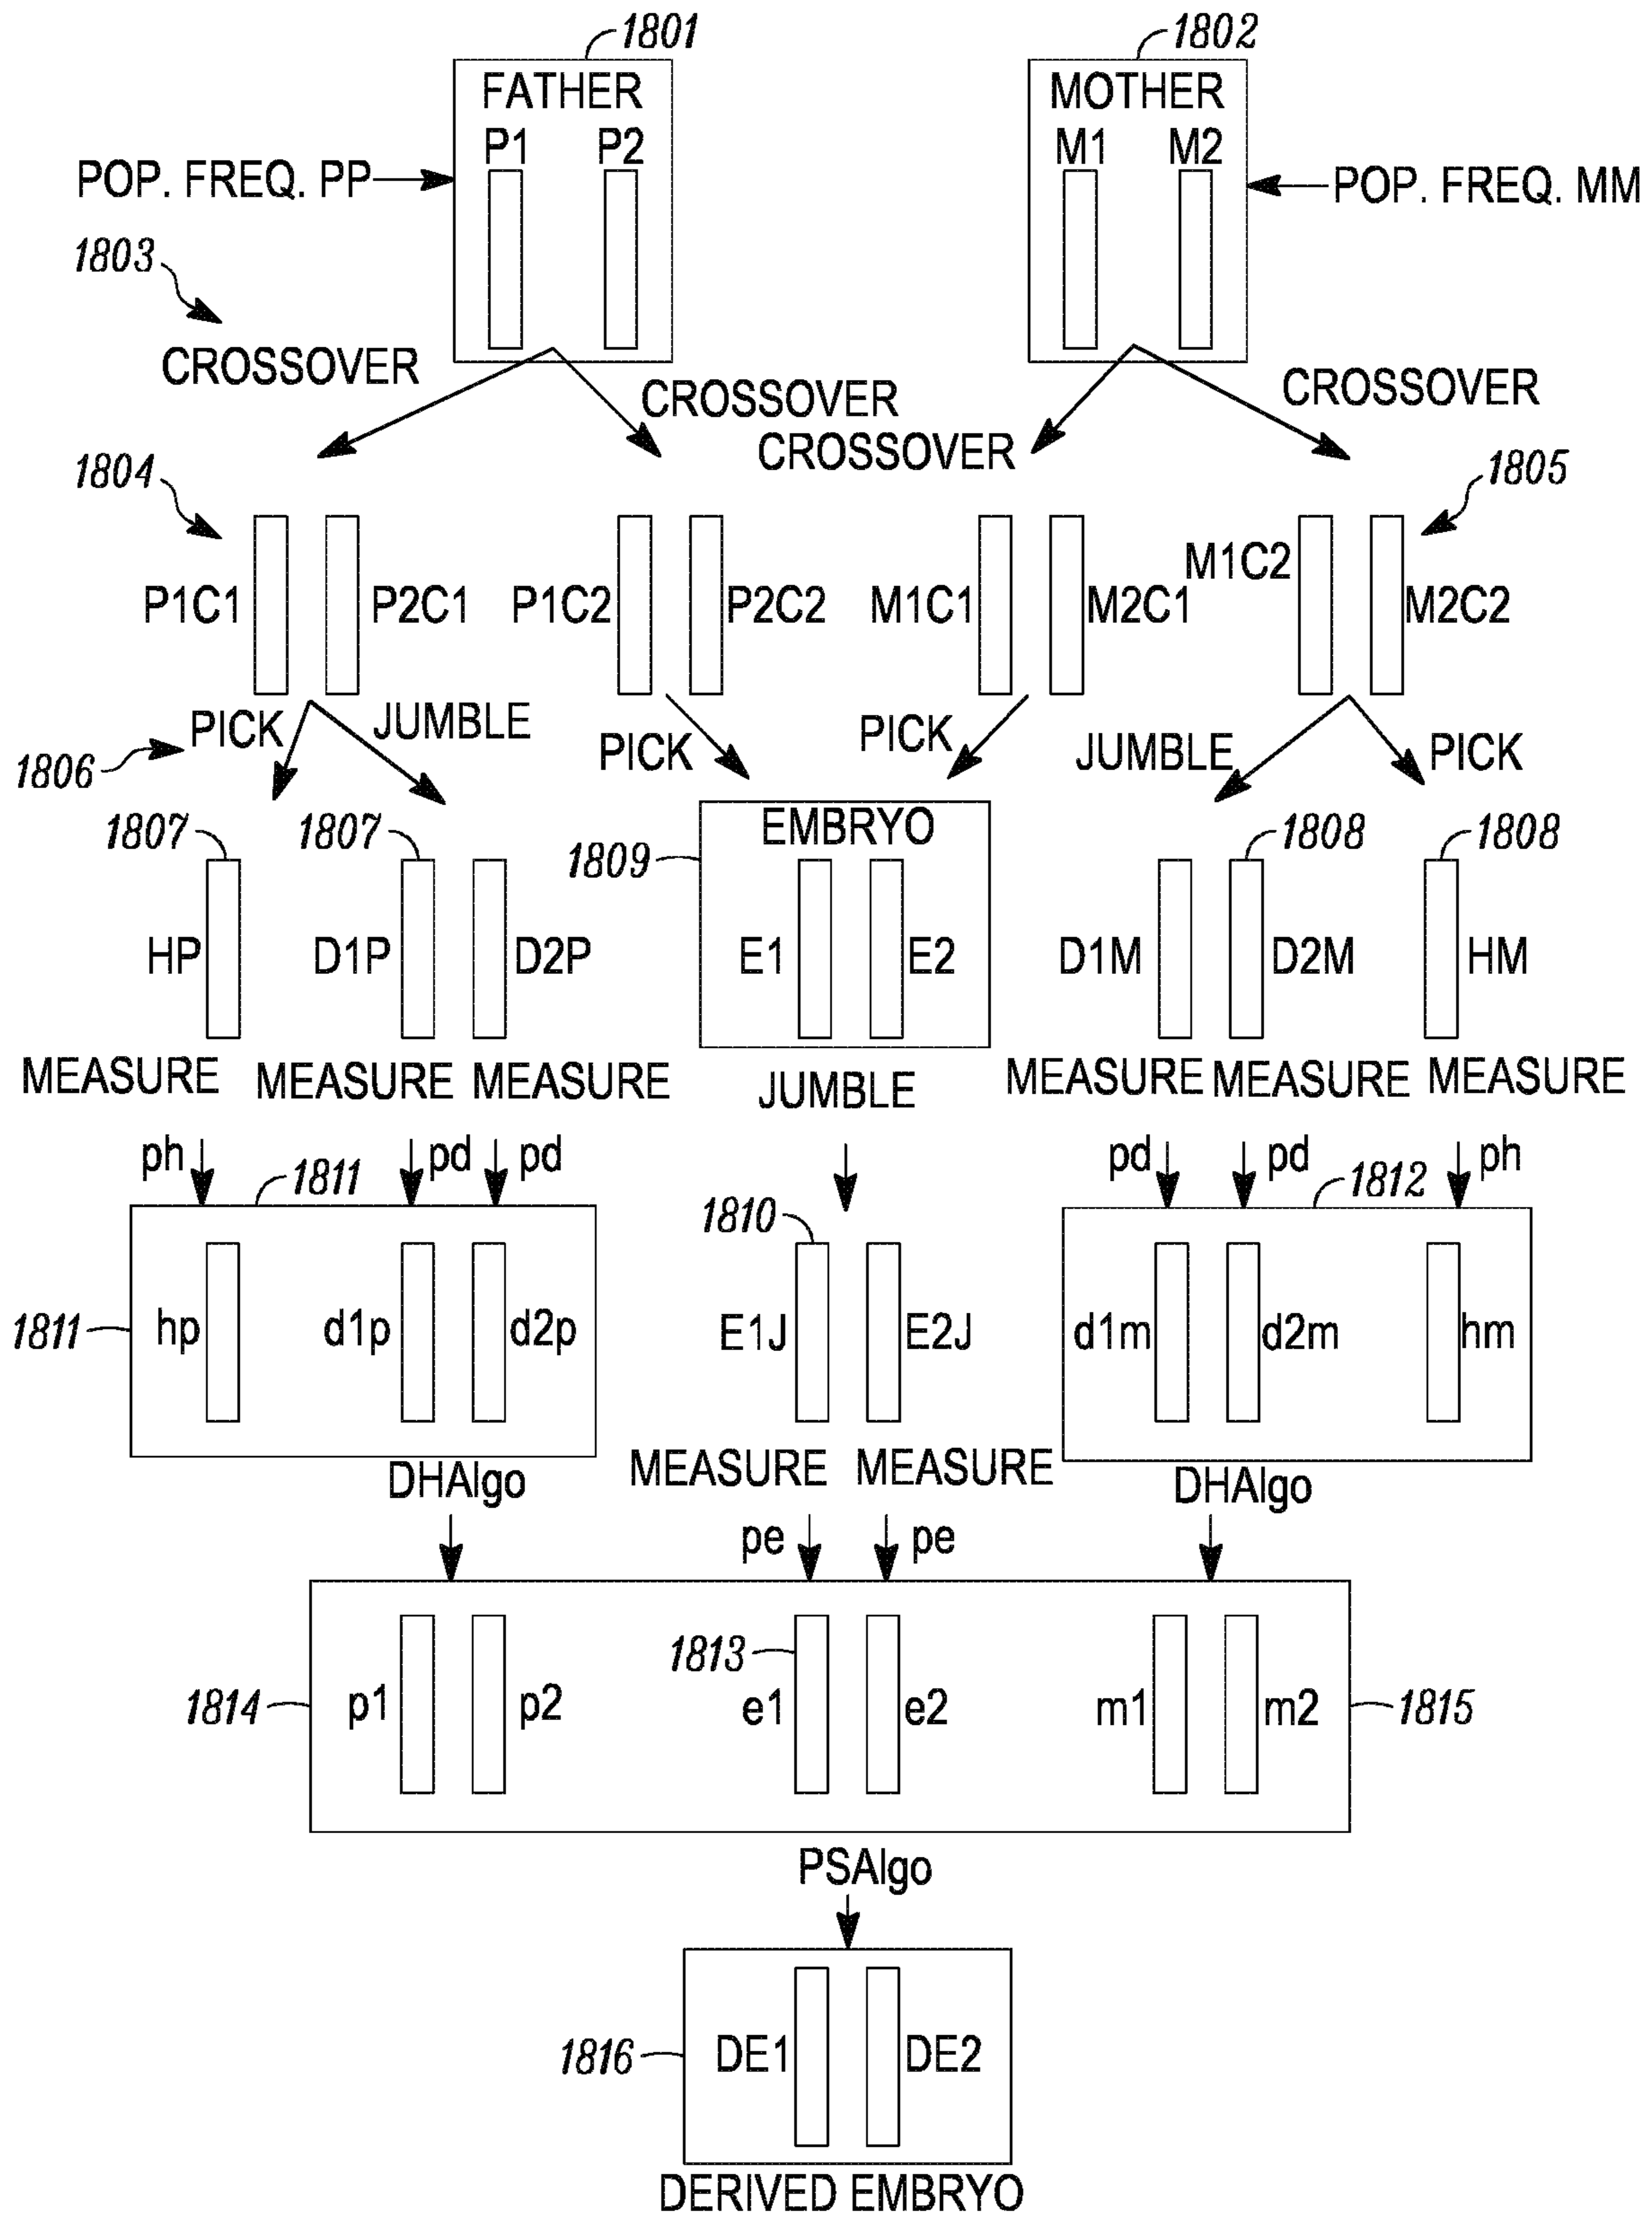 1801
1802
FATHER
MOTHER
P1 P2
M1 M2
POP. FREQ. PP
POP. FREQ. MM
1803
CROSSOVER
CROSSOVER
CROSSOVER
CROSSOVER
1804
1805
P1C1 P2C1 P1C2 P2C2 M1C1 M2C1 M1C2 M2C2
PICK JUMBLE PICK PICK JUMBLE PICK
1806
1807 1807 1809 EMBRYO 1808 1808
HP D1P D2P E1 E2 D1M D2M HM
MEASURE MEASURE MEASURE JUMBLE MEASURE MEASURE MEASURE
ph pd pd pd pd ph
1811 1810 1812
1811 hp d1p d2p E1J E2J d1m d2m hm
DHAlgo MEASURE MEASURE DHAlgo
pe pe
1813
1814 p1 p2 e1 e2 m1 m2 1815
PSAlgo
1816 DE1 DE2
DERIVED EMBRYO